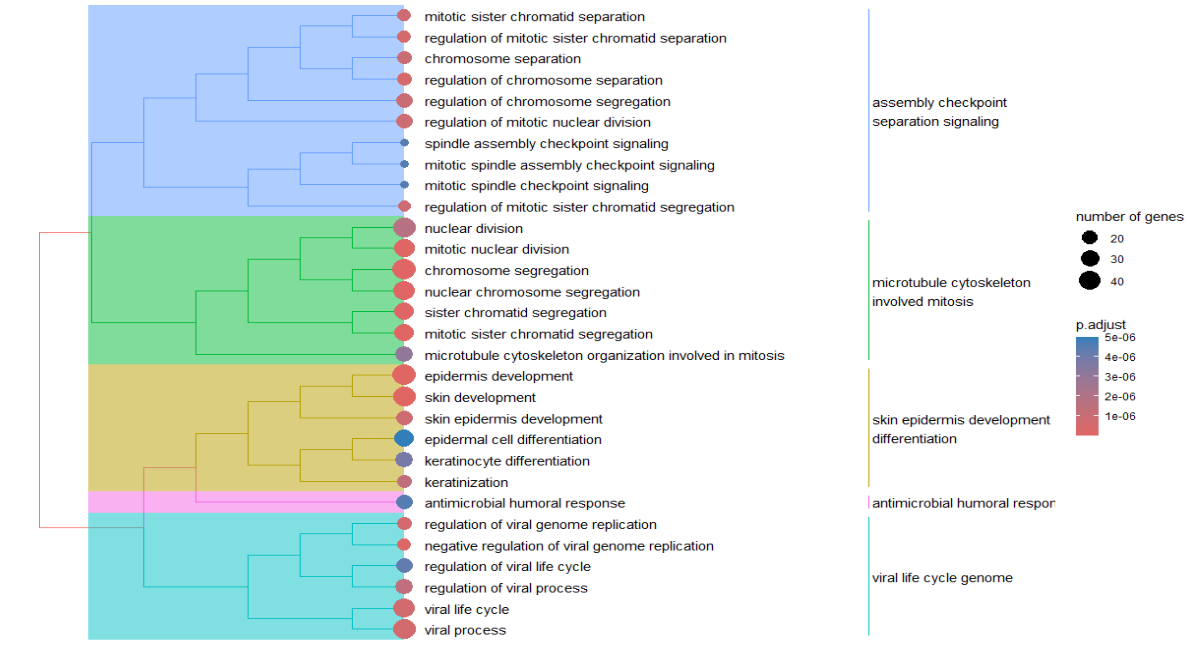 mitotic sister chromatid separation
regulation of mitotic sister chromatid separation
chromosome separation
regulation of chromosome separation
regulation of chromosome segregation
regulation of mitotic nuclear division
spindle assembly checkpoint signaling
mitotic spindle assembly checkpoint signaling
mitotic spindle checkpoint signaling
regulation of mitotic sister chromatid segregation
nuclear division
mitotic nuclear division
chromosome segregation
nuclear chromosome segregation
sister chromatid segregation
mitotic sister chromatid segregation
microtubule cytoskeleton organization involved in mitosis
epidermis development
skin development
skin epidermis development
epidermal cell differentiation
keratinocyte differentiation
keratinization
antimicrobial humoral response
regulation of viral genome replication
negative regulation of viral genome replication
regulation of viral life cycle
regulation of viral process
viral life cycle
viral process
assembly checkpoint
separation signaling
microtubule cytoskeleton
involved mitosis
skin epidermis development
differentiation
antimicrobial humoral respor
viral life cycle genome
number of genes
20
30
40
p.adjust
5e-06
4e-06
3e-06
2e-06
1e-06